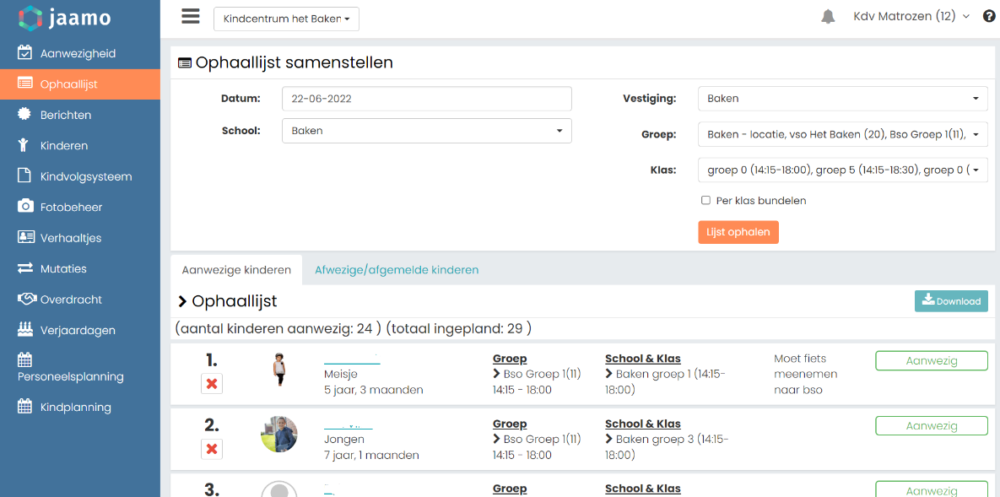 jaamo
Kindcentrum het Baken
Kdv Matrozen (12)
Aanwezigheid
Ophaallijst
Berichten
Kinderen
Kindvolgsysteem
Fotobeheer
Verhaaltjes
Mutaties
Overdracht
Verjaardagen
Personeelsplanning
Kindplanning
Ophaallijst samenstellen
Datum: 22-06-2022
School: Baken
Vestiging: Baken
Groep: Baken - locatie, vso Het Baken (20), Bso Groep 1(11),
Klas: groep 0 (14:15-18:00), groep 5 (14:15-18:30), groep 0 (
Per klas bundelen
Lijst ophalen
Aanwezige kinderen
Afwezige/afgemelde kinderen
Ophaallijst
Download
(aantal kinderen aanwezig: 24 ) (totaal ingepland: 29 )
1.
Meisje
5 jaar, 3 maanden
Groep
Bso Groep 1(11)
14:15 - 18:00
School & Klas
Baken groep 1 (14:15-
18:00)
Moet fiets
meenemen
naar bso
Aanwezig
2.
Jongen
7 jaar, 1 maanden
Groep
Bso Groep 1(11)
14:15 - 18:00
School & Klas
Baken groep 3 (14:15-
18:00)
Aanwezig
3.
Groep
School & Klas
Aanwezig